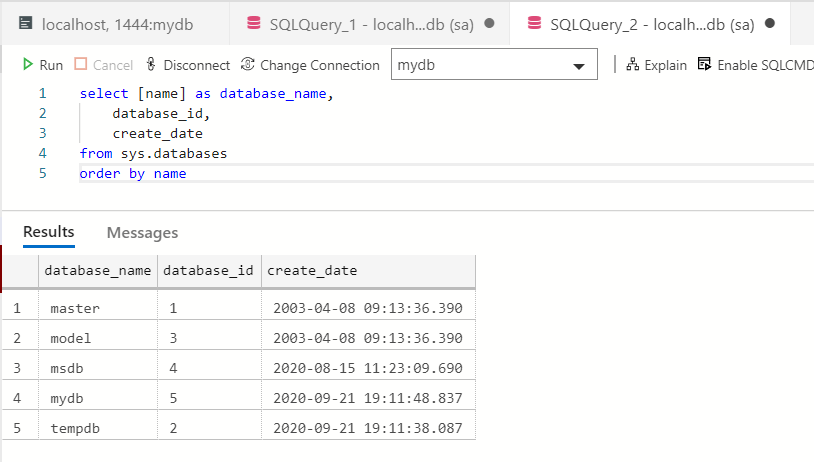 localhost, 1444:mydb SQLQuery_1 - localh...db (sa) SQLQuery_2 - localh...db (sa)
Run Cancel Disconnect Change Connection mydb Explain Enable SQLCMD
1 select [name] as database_name,
2 database_id,
3 create_date
4 from sys.databases
5 order by name
Results Messages
database_name database_id create_date
1 master 1 2003-04-08 09:13:36.390
2 model 3 2003-04-08 09:13:36.390
3 msdb 4 2020-08-15 11:23:09.690
4 mydb 5 2020-09-21 19:11:48.837
5 tempdb 2 2020-09-21 19:11:38.087